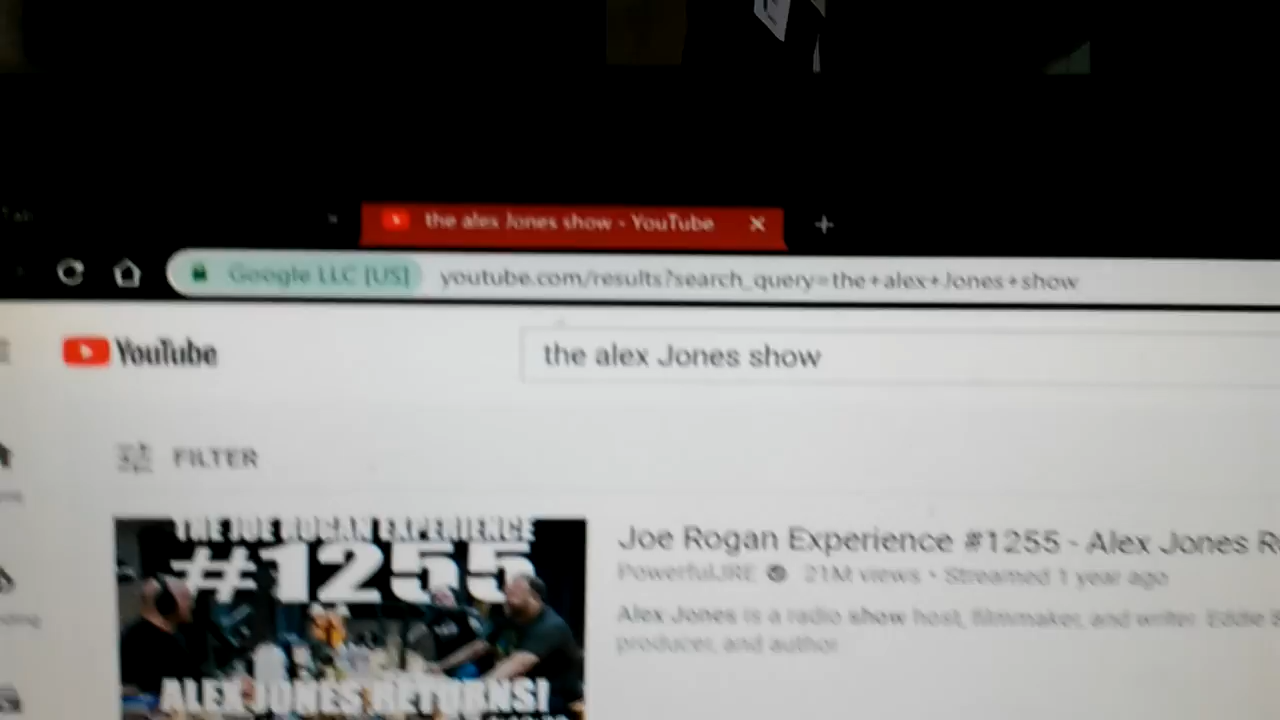 the alex Jones show - YouTube
Google LLC [US] youtube.com/results?search_query=the+alex+Jones+show
YouTube
the alex Jones show
FILTER
THE JOE ROGAN EXPERIENCE
#1255
ALEX JONES RETURNS!
Joe Rogan Experience #1255 - Alex Jones R
PowerfulJRE 21M views • Streamed 1 year ago
Alex Jones is a radio show host, filmmaker, and writer. Eddie
producer, and author.